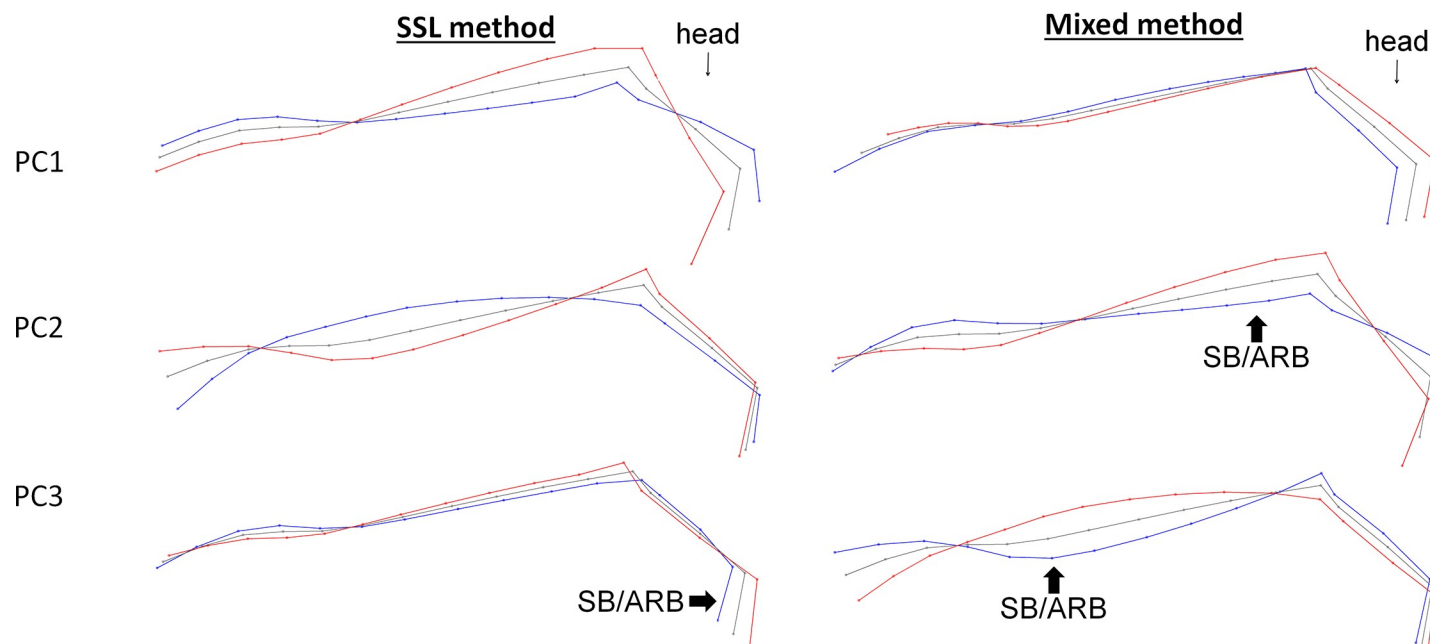 SSL method
head
Mixed method
head
PC1
PC2
SB/ARB
PC3
SB/ARB
SB/ARB